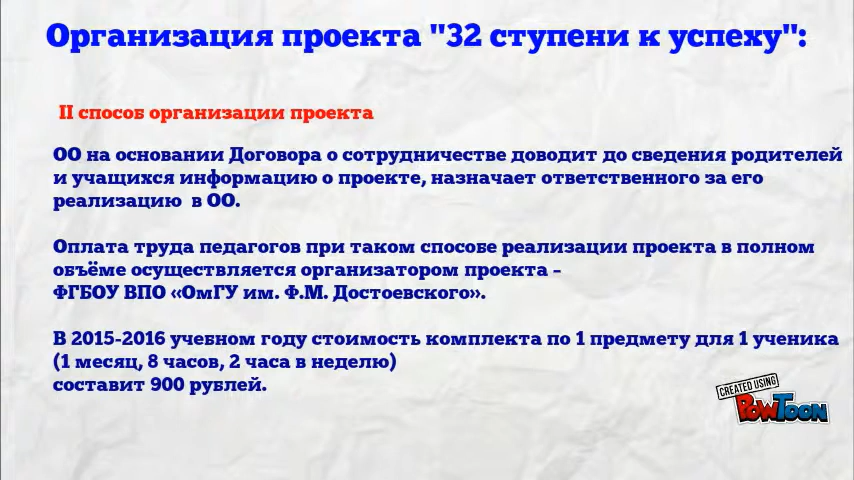 Организация проекта "32 ступени к успеху":
II способ организации проекта
ОО на основании Договора о сотрудничестве доводит до сведения родителей
и учащихся информацию о проекте, назначает ответственного за его
реализацию в ОО.
Оплата труда педагогов при таком способе реализации проекта в полном
объёме осуществляется организатором проекта –
ФГБОУ ВПО «ОмГУ им. Ф.М. Достоевского».
В 2015-2016 учебном году стоимость комплекта по 1 предмету для 1 ученика
(1 месяц, 8 часов, 2 часа в неделю)
составит 900 рублей.
CREATED USING
POWTOON